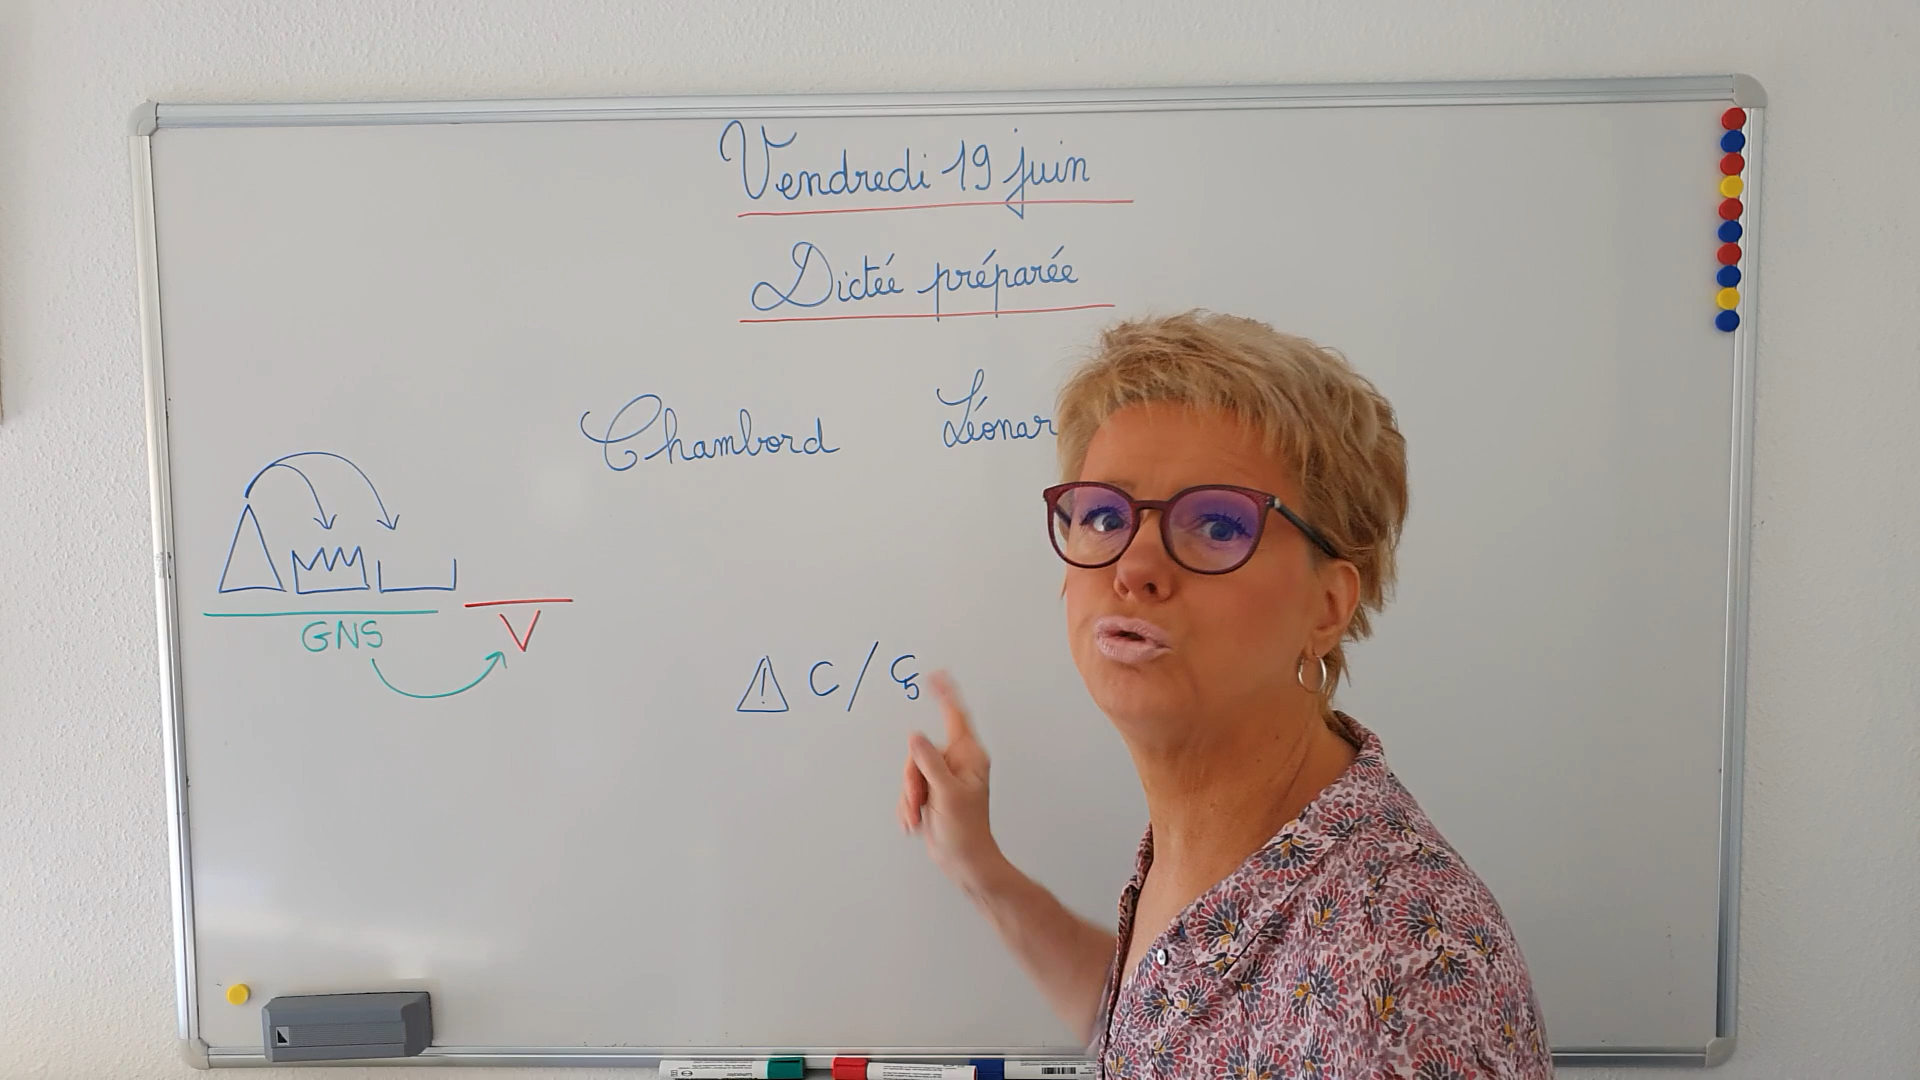 Vendredi 19 juin
Dictée préparée
Chambord Léonar
GNS V
⚠ C / Ç